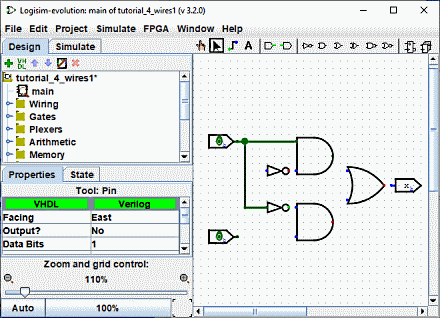 Logisim-evolution: main of tutorial_4_wires1 (v 3.2.0)
File Edit Project Simulate FPGA Window Help
Design Simulate
A
VH
DL
tutorial_4_wires1*
main
Wiring
Gates
Plexers
Arithmetic
Memory
Properties State
Tool: Pin
VHDL Verilog
Facing East
Output? No
Data Bits 1
Zoom and grid control:
110%
Auto 100%
0
x
0